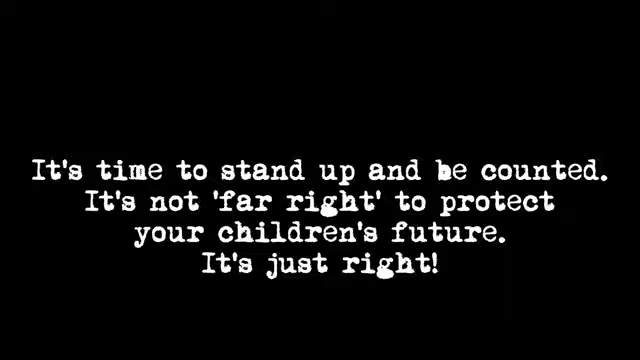 It's time to stand up and be counted.
It's not 'far right' to protect
your children's future.
It's just right!